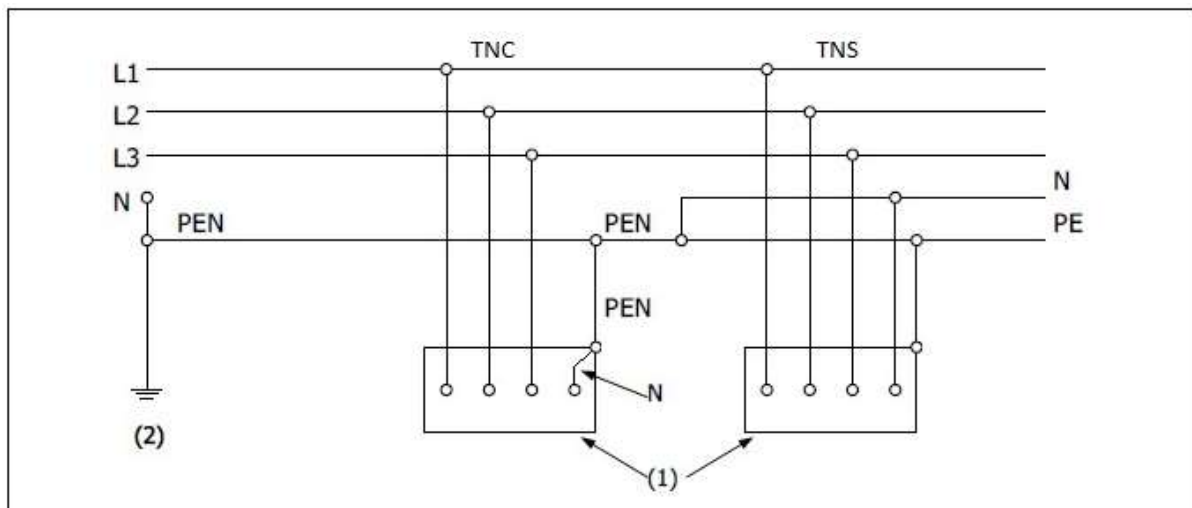 TNC TNS
L1
L2
L3
N N
PEN PEN PE
PEN
N
(2)
(1)